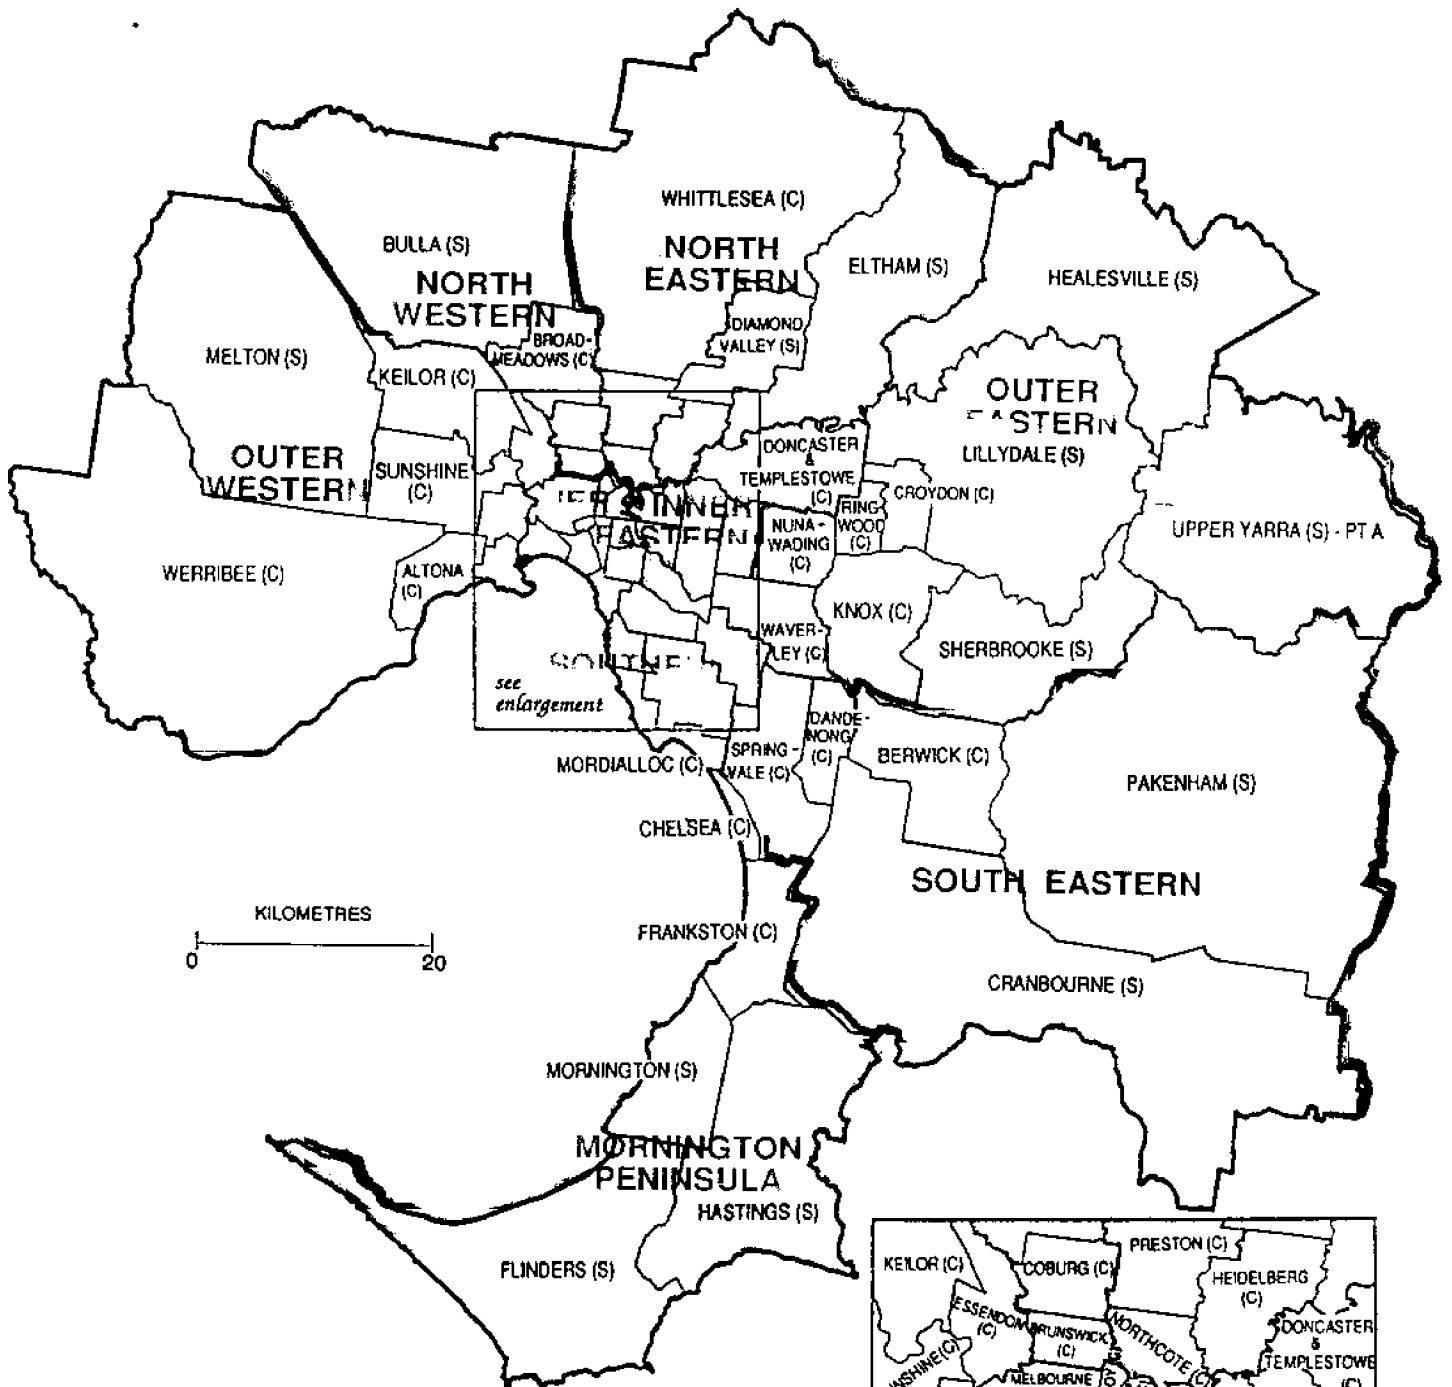 WHITTLESEA (C)
NORTH
EASTERN
BULLA (S)
NORTH
WESTERN
ELTHAM (S)
HEALESVILLE (S)
BROAD-
MEADOWS (C)
DIAMOND
VALLEY (S)
MELTON (S)
KEILOR (C)
OUTER
LILLYDALE (S)
OUTER
WESTERN
SUNSHINE
(C)
DONCASTER
&
TEMPLESTOWE
(C)
CROYDON (C)
RING-
WOOD
(C)
NUNA-
WADING
(C)
INNER
EASTERN
UPPER YARRA (S) - PT A
WERRIBEE (C)
ALTONA
(C)
KNOX (C)
WAVER-
LEY (C)
SHERBROOKE (S)
see
enlargement
DANDE-
NONG
(C)
SPRING-
VALE (C)
BERWICK (C)
MORDIALLOC (C)
PAKENHAM (S)
CHELSEA (C)
SOUTH EASTERN
KILOMETRES
0 20
FRANKSTON (C)
CRANBOURNE (S)
MORNINGTON (S)
MORNINGTON
PENINSULA
HASTINGS (S)
FLINDERS (S)
PRESTON (C)
KEILOR (C)
COBURG (C)
HEIDELBERG
(C)
ESSENDON
(C)
BRUNSWICK
(C)
NORTHCOTE (C)
DONCASTER
&
TEMPLESTOWE
(C)
MELBOURNE